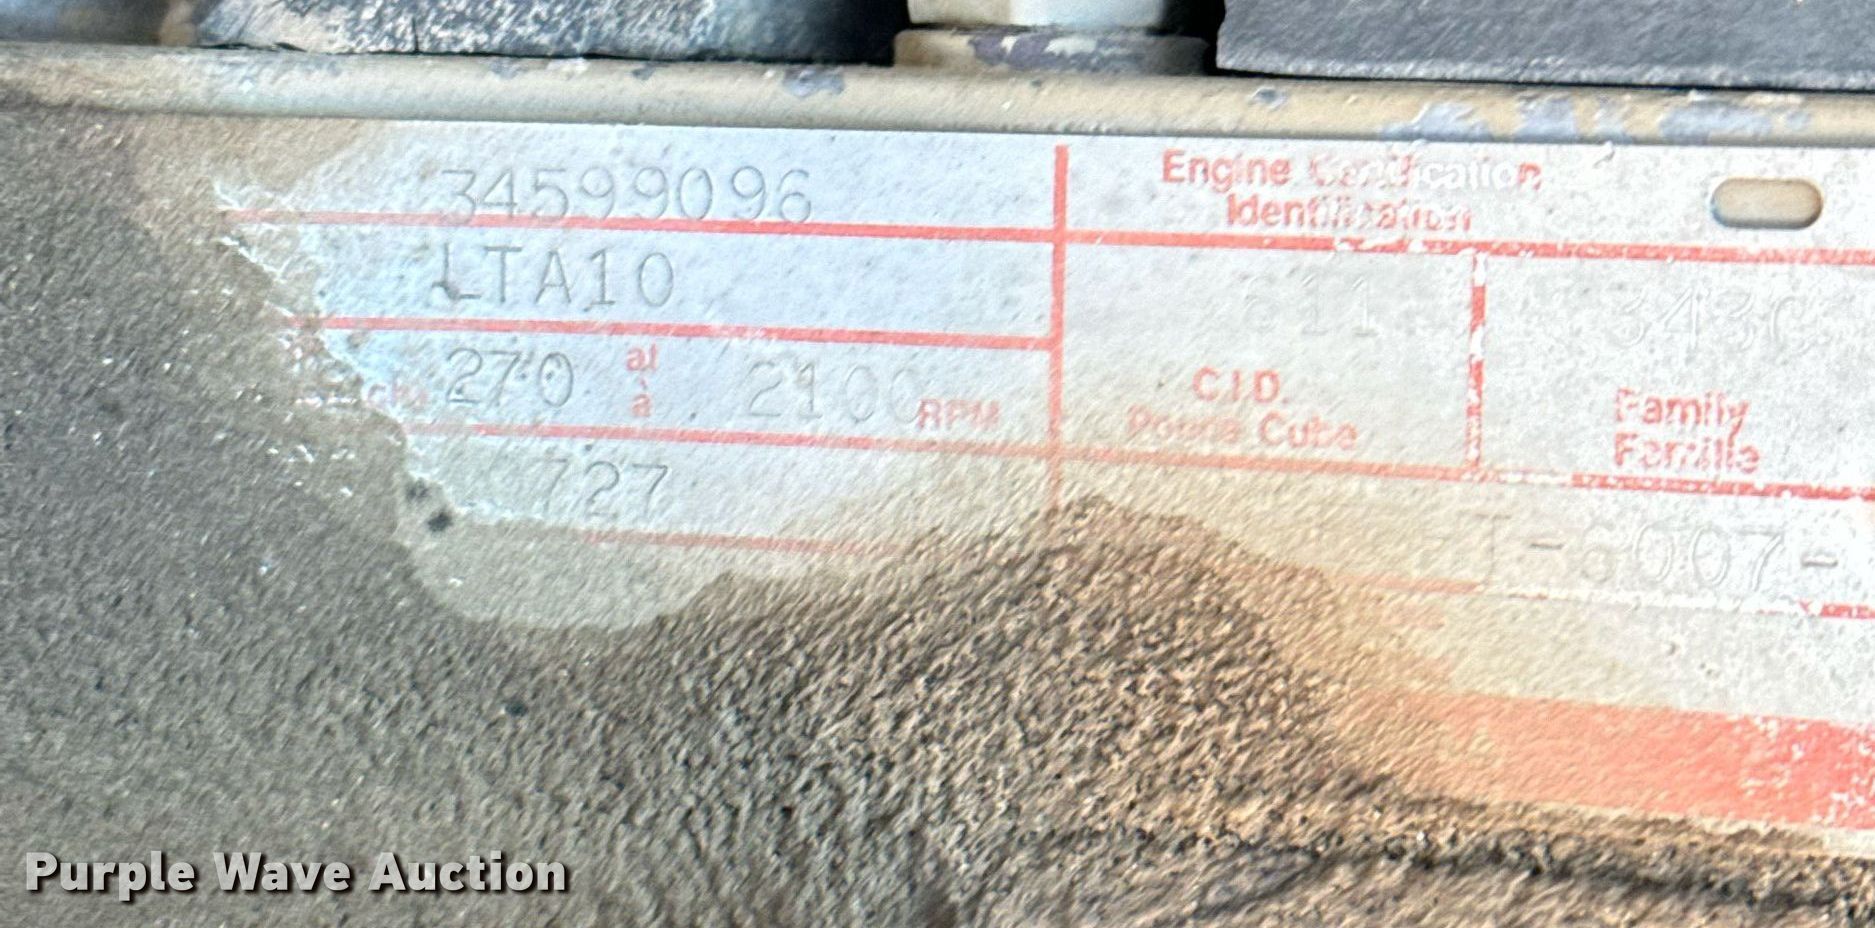 34599096
Engine Certification
Identification
LTA10
611
343C
270 at à 2100 RPM
C.I.D.
Pouce Cube
Family
Famille
727
-6007-
Purple Wave Auction